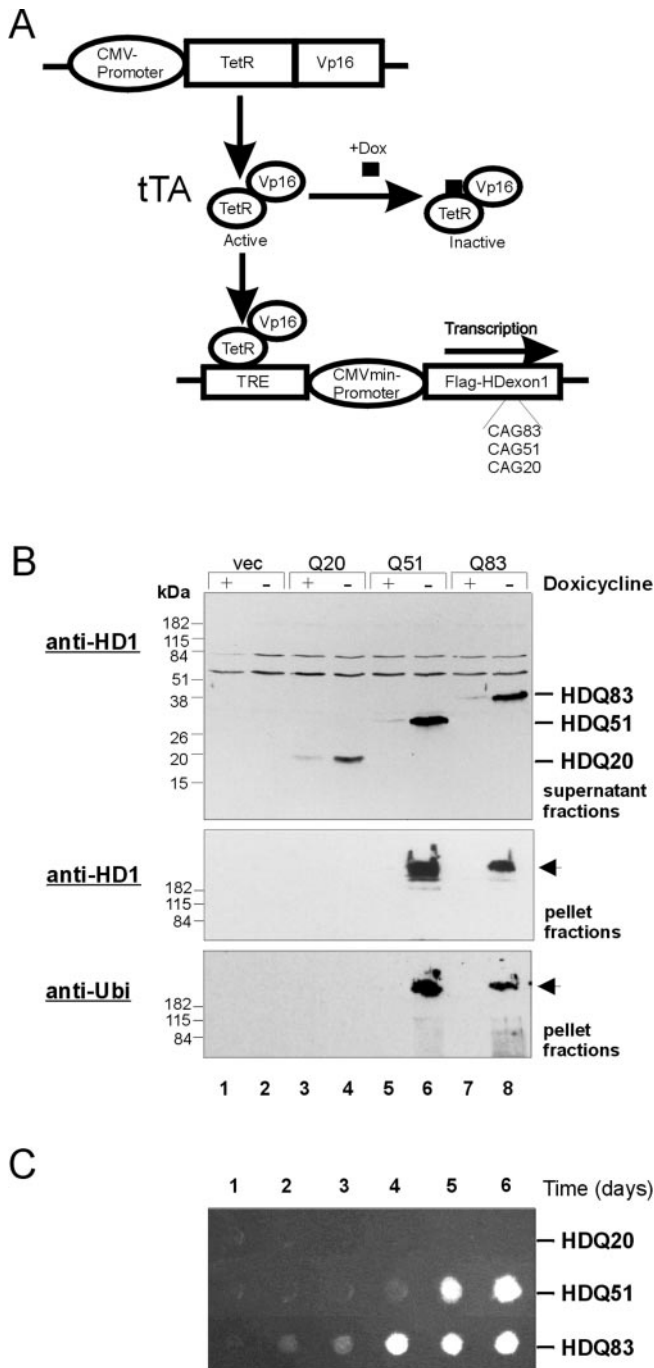 A
CMV-
Promoter
TetR
Vp16
+Dox
tTA
Vp16
TetR
Active
Vp16
TetR
Inactive
Vp16
TetR
Transcription
TRE
CMVmin-
Promoter
Flag-HDexon1
CAG83
CAG51
CAG20
B
vec Q20 Q51 Q83
kDa + - + - + - + - Doxicycline
anti-HD1
182
115
84
51
38
26
20
15
HDQ83
HDQ51
HDQ20
supernatant
fractions
anti-HD1
182
115
84
pellet
fractions
anti-Ubi
182
115
84
pellet
fractions
1 2 3 4 5 6 7 8
C
1 2 3 4 5 6 Time (days)
HDQ20
HDQ51
HDQ83